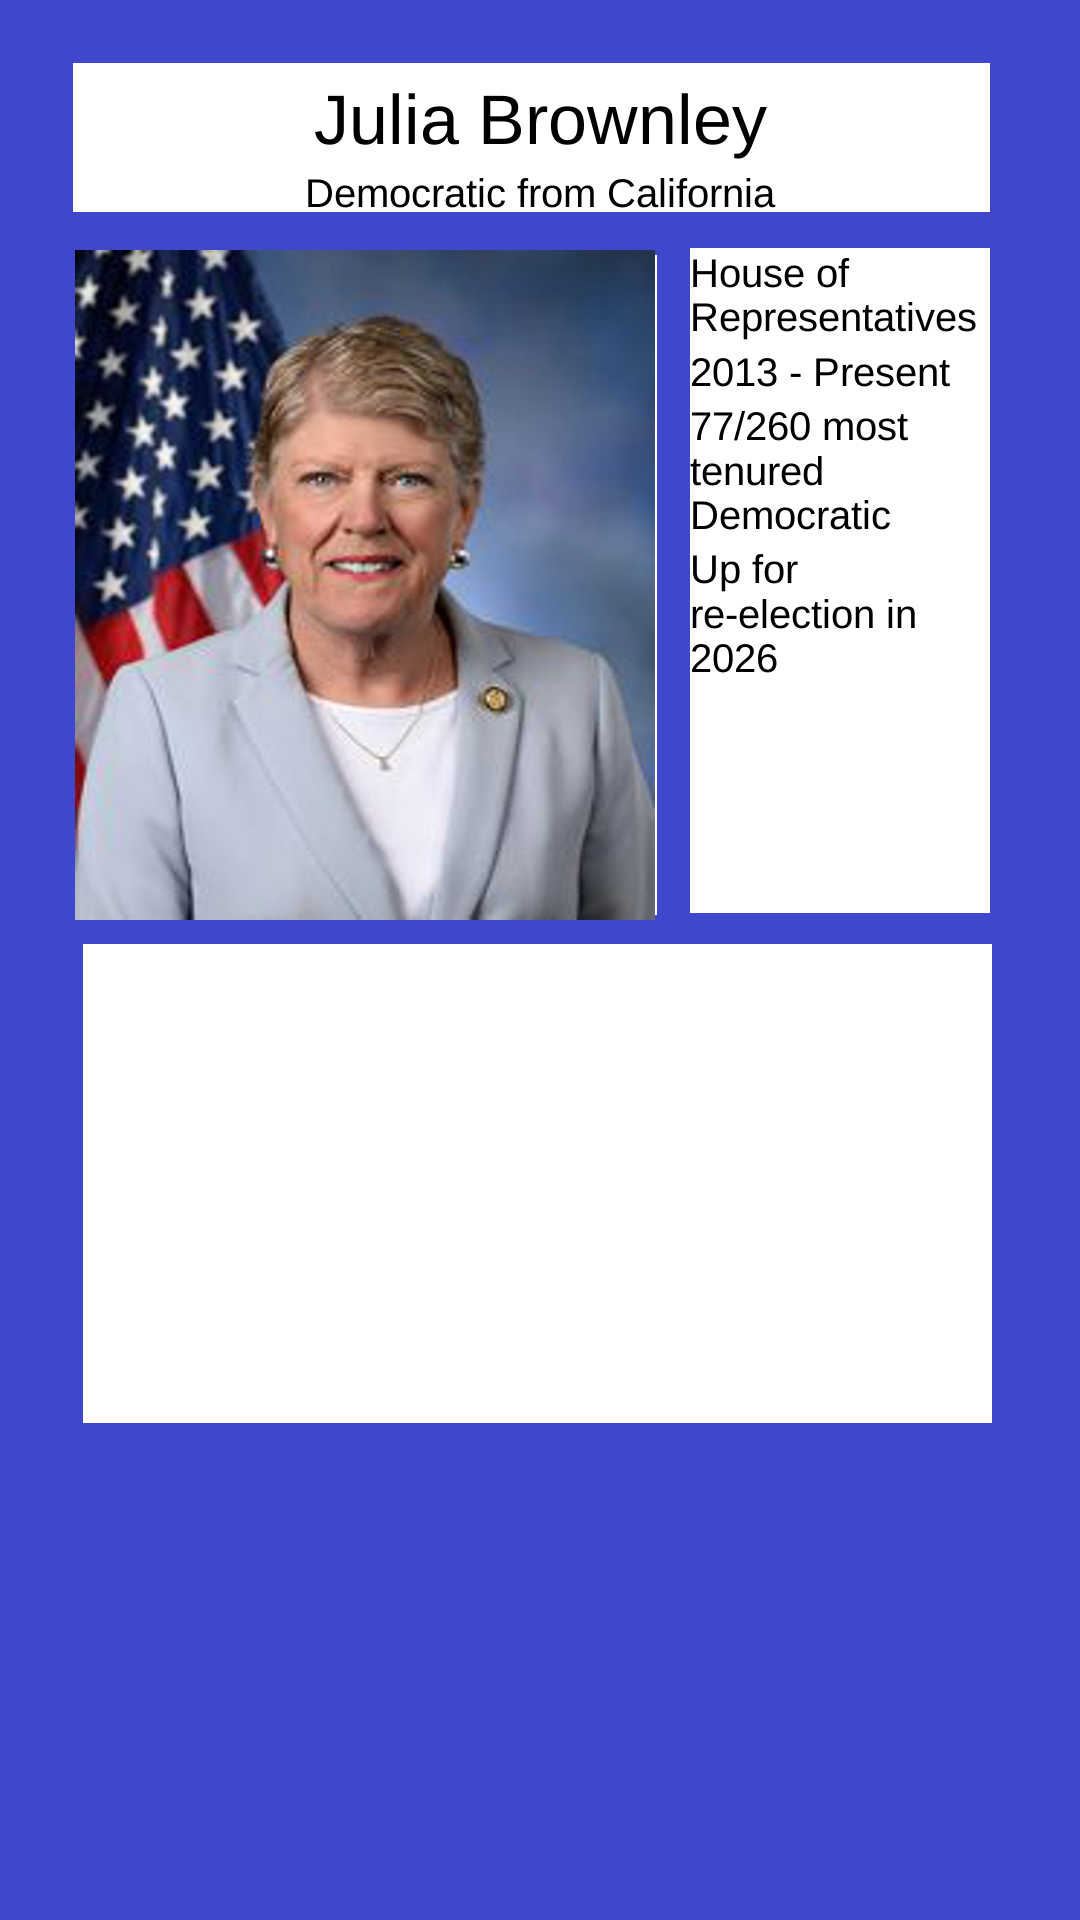 Julia Brownley
Democratic from California
House of
Representatives
2013 - Present
77/260 most
tenured
Democratic
Up for
re-election in
2026